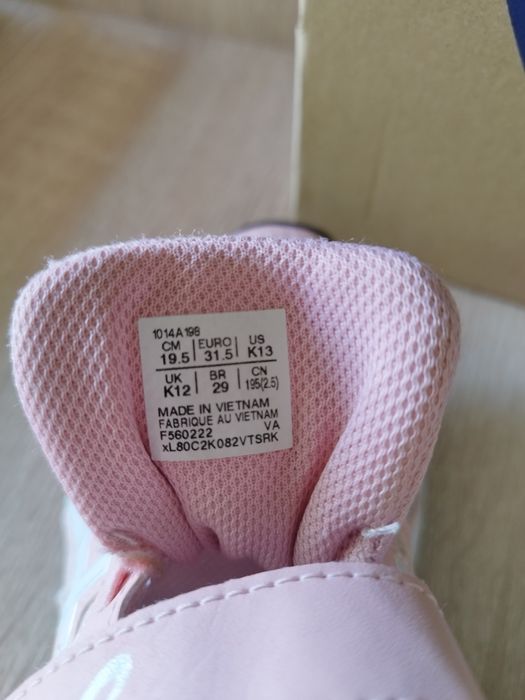 1014A198
CM EURO US
19.5 31.5 K13
UK BR CN
K12 29 195(2.5)
MADE IN VIETNAM
FABRIQUE AU VIETNAM
F560222 VA
xL80C2K082VTSRK